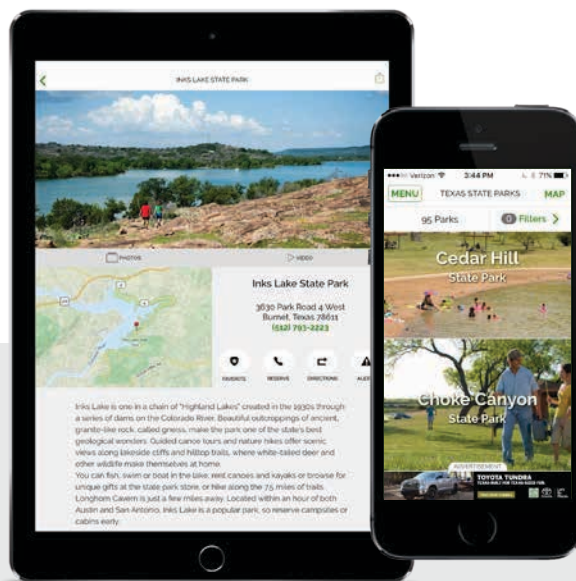 INKS LAKE STATE PARK
PHOTOS
VIDEO
Inks Lake State Park
3630 Park Road 4 West
Burnet, Texas 78611
(512) 793-2223
FAVORITE
RESERVE
DIRECTIONS
Inks Lake is one in a chain of "Highland Lakes" created in the 1930s through
a series of dams on the Colorado River. Beautiful outcroppings of ancient,
granite-like rock, called gneiss, make the park one of the state's best
geological wonders. Guided canoe tours and nature hikes offer scenic
views along lakeside cliffs and hilltop trails, where white-tailed deer and
other wildlife make themselves at home.
You can fish, swim or boat in the lake, rent canoes and kayaks or browse for
unique gifts at the state park store, or hike along the 7.5 miles of trails.
Longhorn Cavern is just a few miles away. Located within an hour of both
Austin and San Antonio, Inks Lake is a popular park, so reserve campsites or
cabins early.
Verizon
3:44 PM
71%
MENU
TEXAS STATE PARKS
MAP
95 Parks
0 Filters
Cedar Hill
State Park
Choke Canyon
State Park
ADVERTISEMENT
TOYOTA TUNDRA
TEXAS BUILT FOR TEXAS-SIZED FUN.